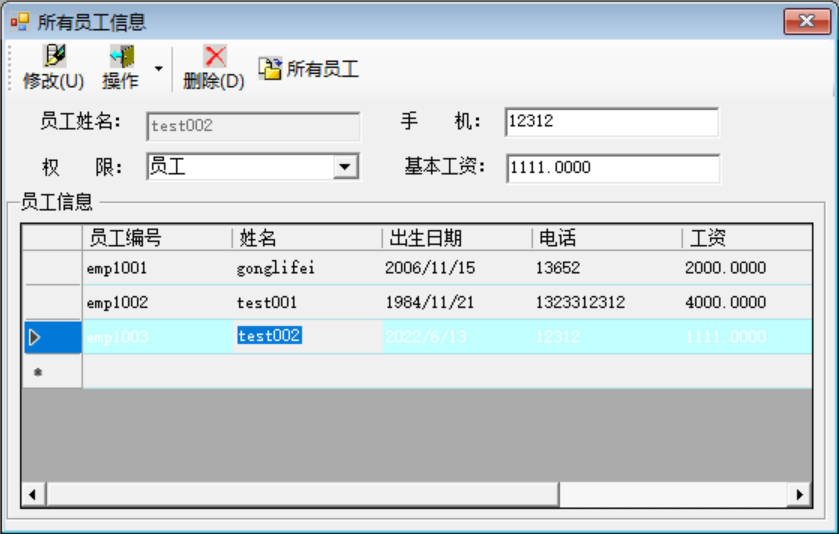 所有员工信息
修改(U) 操作 删除(D) 所有员工
员工姓名： test002 手 机： 12312
权 限： 员工 基本工资： 1111.0000
员工信息
员工编号 姓名 出生日期 电话 工资
emp1001 gonglifei 2006/11/15 13652 2000.0000
emp1002 test001 1984/11/21 1323312312 4000.0000
emp1003 test002 2022/6/13 12312 1111.0000